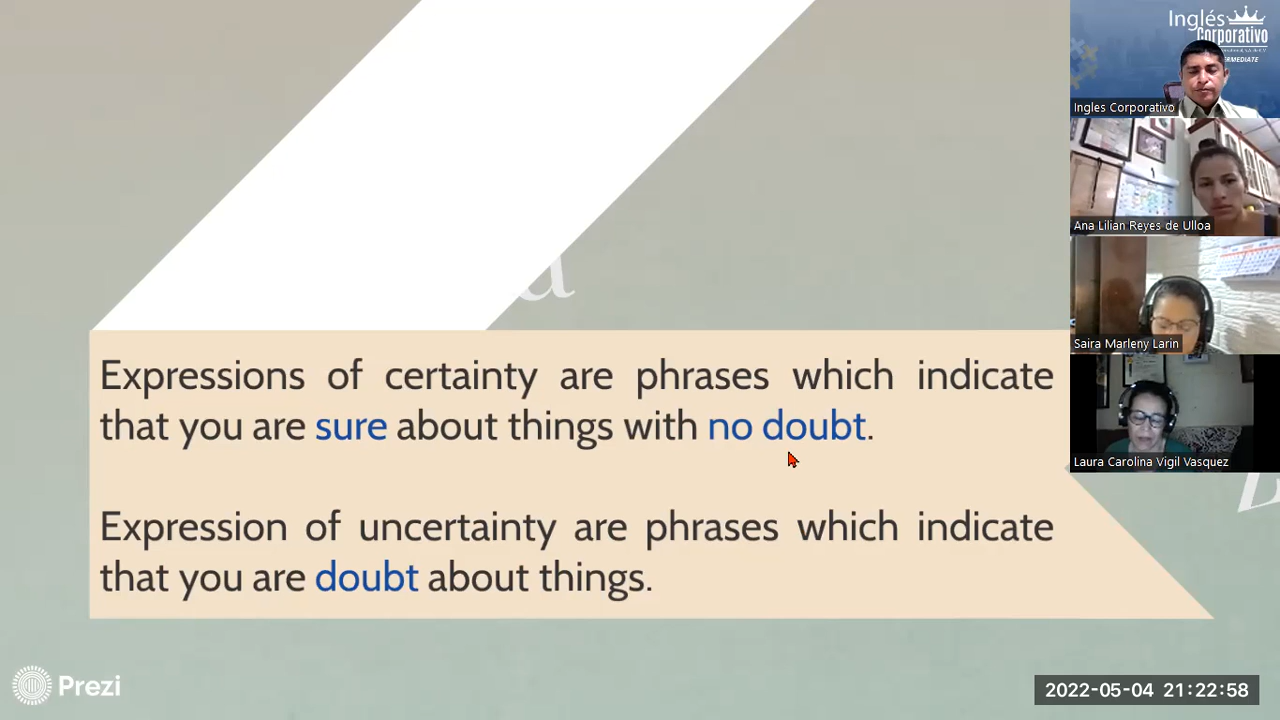 Expressions of certainty are phrases which indicate
that you are sure about things with no doubt.
Expression of uncertainty are phrases which indicate
that you are doubt about things.
Prezi
Inglés
Corporativo
Ingles Corporativo
Ana Lilian Reyes de Ulloa
Saira Marleny Larin
Laura Carolina Vigil Vasquez
2022-05-04 21:22:58